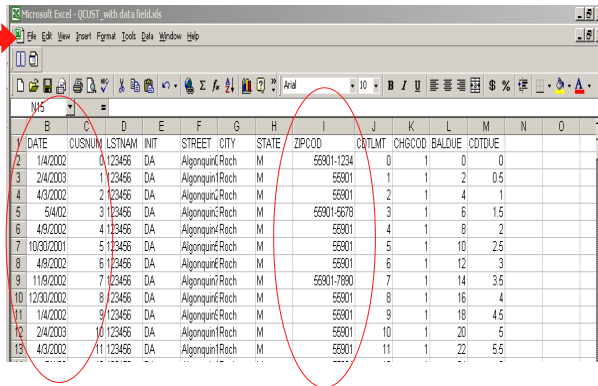 Microsoft Excel - QCUST_with data field.xls
File Edit View Insert Format Tools Data Window Help
Arial 10 B I U $ %
N15 =
B C D E F G H I J K L M N O
1 DATE CUSNUM LSTNAM INIT STREET CITY STATE ZIPCOD CDTLMT CHGCOD BALDUE CDTDUE
2 1/4/2002 0 123456 DA Algonquin Roch M 55901-1234 0 1 0 0
3 2/4/2003 1 123456 DA Algonquin1 Roch M 55901 1 1 2 0.5
4 4/3/2002 2 123456 DA Algonquin2 Roch M 55901 2 1 4 1
5 5/4/02 3 123456 DA Algonquin3 Roch M 55901-5678 3 1 6 1.5
6 4/9/2002 4 123456 DA Algonquin4 Roch M 55901 4 1 8 2
7 10/30/2001 5 123456 DA Algonquin Roch M 55901 5 1 10 2.5
8 4/9/2002 6 123456 DA Algonquin Roch M 55901 6 1 12 3
9 11/9/2002 7 123456 DA Algonquin7 Roch M 55901-7890 7 1 14 3.5
10 12/30/2002 8 123456 DA Algonquin Roch M 55901 8 1 16 4
11 1/4/2002 9 123456 DA Algonquin Roch M 55901 9 1 18 4.5
12 2/4/2003 10 123456 DA Algonquin1 Roch M 55901 10 1 20 5
13 4/3/2002 11 123456 DA Algonquin1 Roch M 55901 11 1 22 5.5